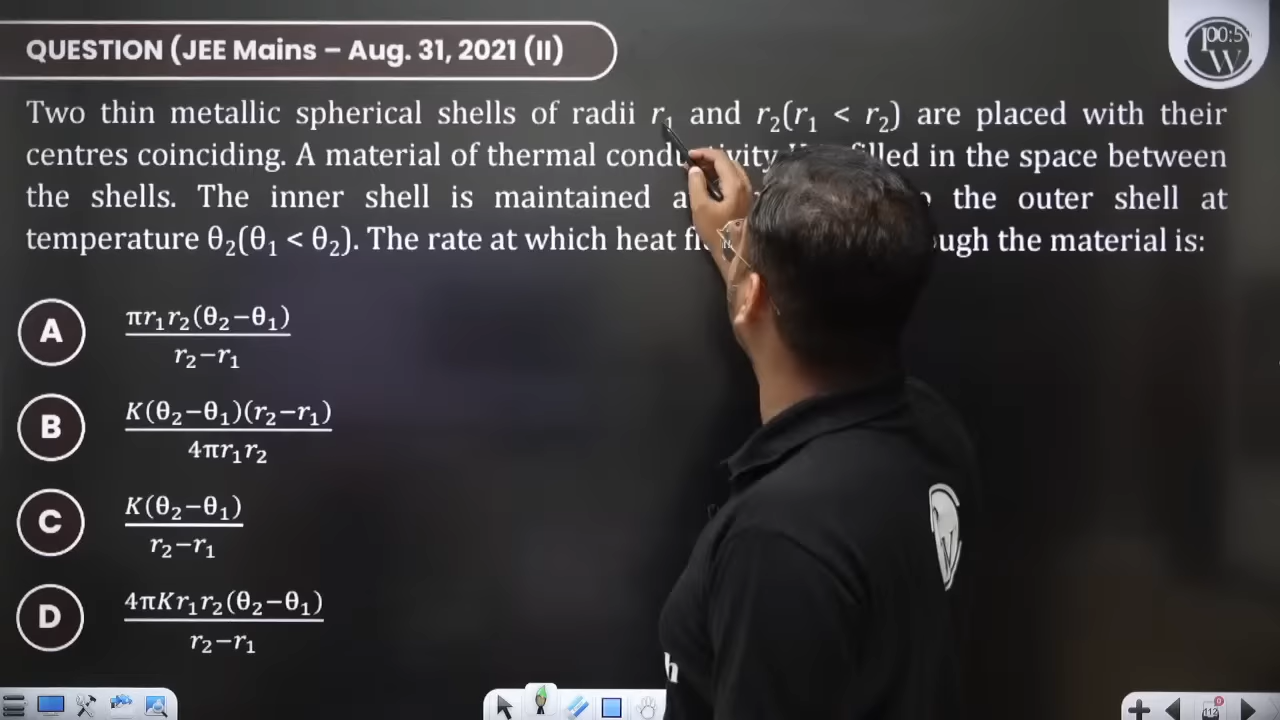 QUESTION (JEE Mains – Aug. 31, 2021 (II)
Two thin metallic spherical shells of radii r₁ and r₂(r₁ < r₂) are placed with their
centres coinciding. A material of thermal conductivity filled in the space between
the shells. The inner shell is maintained the outer shell at
temperature θ₂(θ₁ < θ₂). The rate at which heat the material is:
A
πr₁r₂(θ₂−θ₁)
r₂−r₁
B
K(θ₂−θ₁)(r₂−r₁)
4πr₁r₂
C
K(θ₂−θ₁)
r₂−r₁
D
4πKr₁r₂(θ₂−θ₁)
r₂−r₁
112